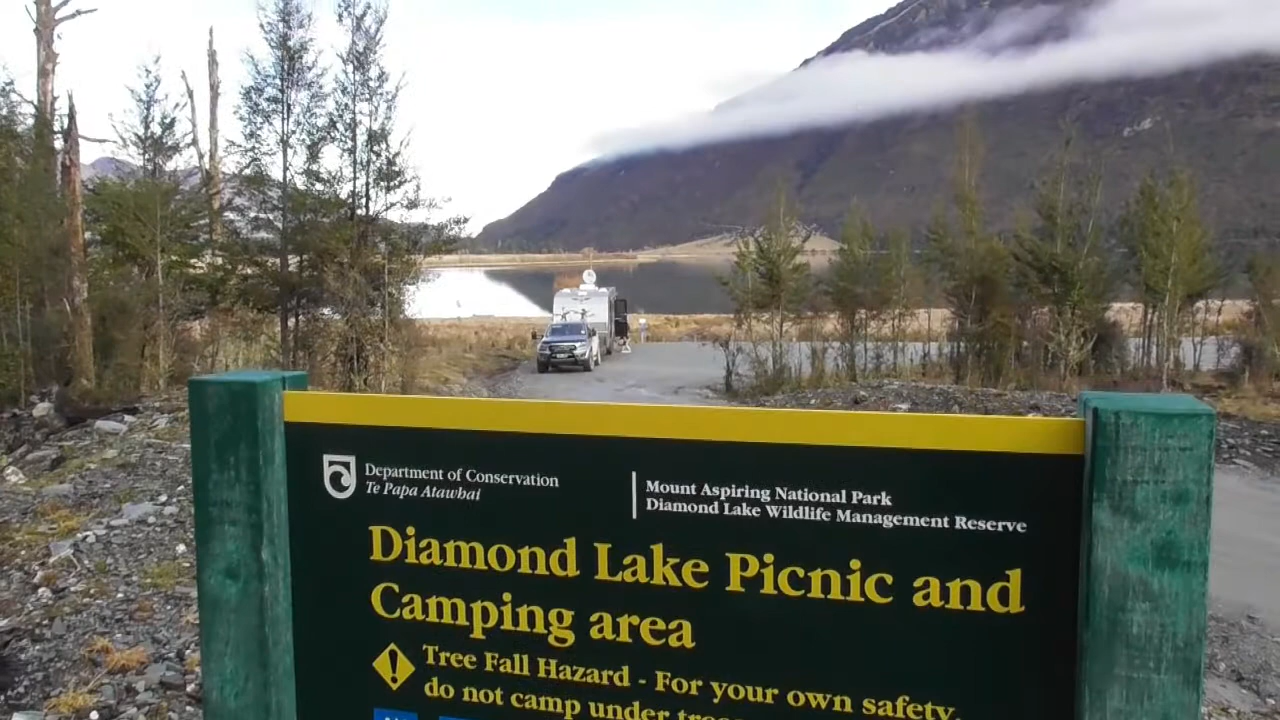 Department of Conservation
Te Papa Atawhai
Mount Aspiring National Park
Diamond Lake Wildlife Management Reserve
Diamond Lake Picnic and
Camping area
Tree Fall Hazard - For your own safety,
do not camp under trees